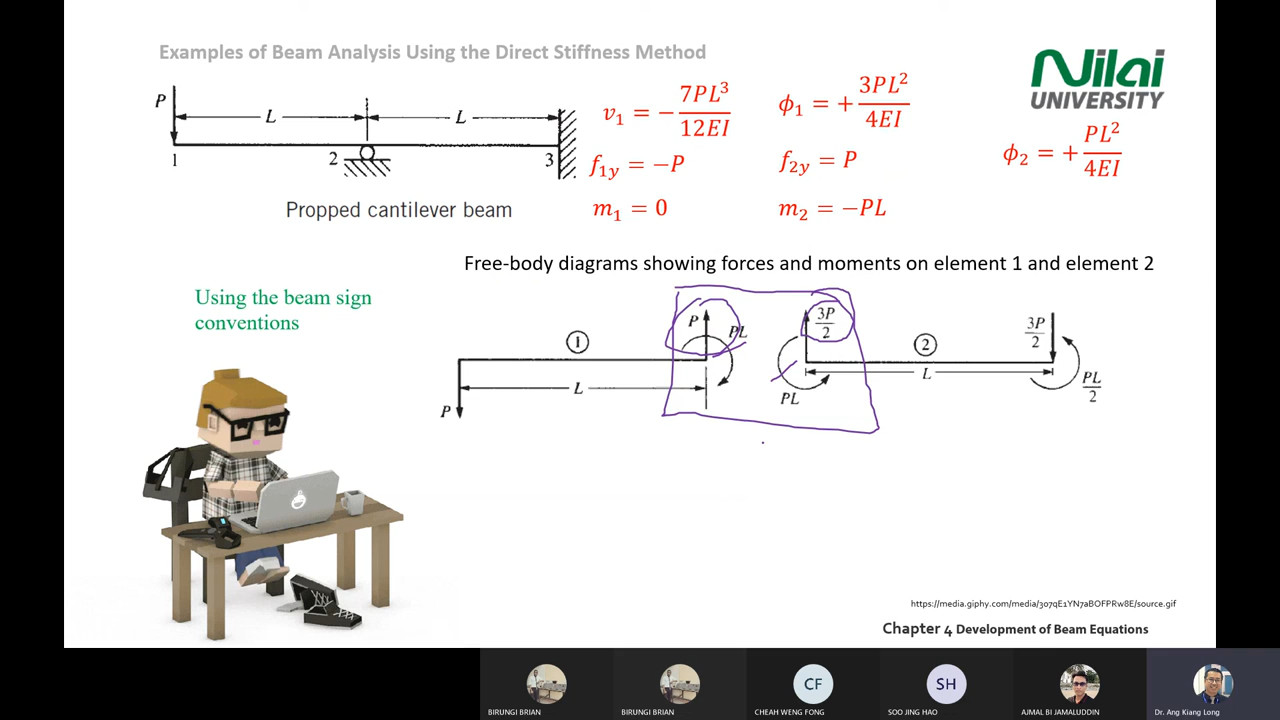 Examples of Beam Analysis Using the Direct Stiffness Method
Nilai
UNIVERSITY
P
L
L
1
2
3
Propped cantilever beam
v₁ = − 7PL³/12EI
ϕ₁ = + 3PL²/4EI
ϕ₂ = + PL²/4EI
f₁y = −P
f₂y = P
m₁ = 0
m₂ = −PL
Free-body diagrams showing forces and moments on element 1 and element 2
Using the beam sign
conventions
P
PL
1
L
P
3P/2
2
L
PL
3P/2
PL/2
https://media.giphy.com/media/3o7qE1YN7aBOFPRw8E/source.gif
Chapter 4 Development of Beam Equations
BIRUNGI BRIAN
BIRUNGI BRIAN
CF
CHEAH WENG FONG
SH
SOO JING HAO
AJMAL BI JAMALUDDIN
Dr. Ang Kiang Long